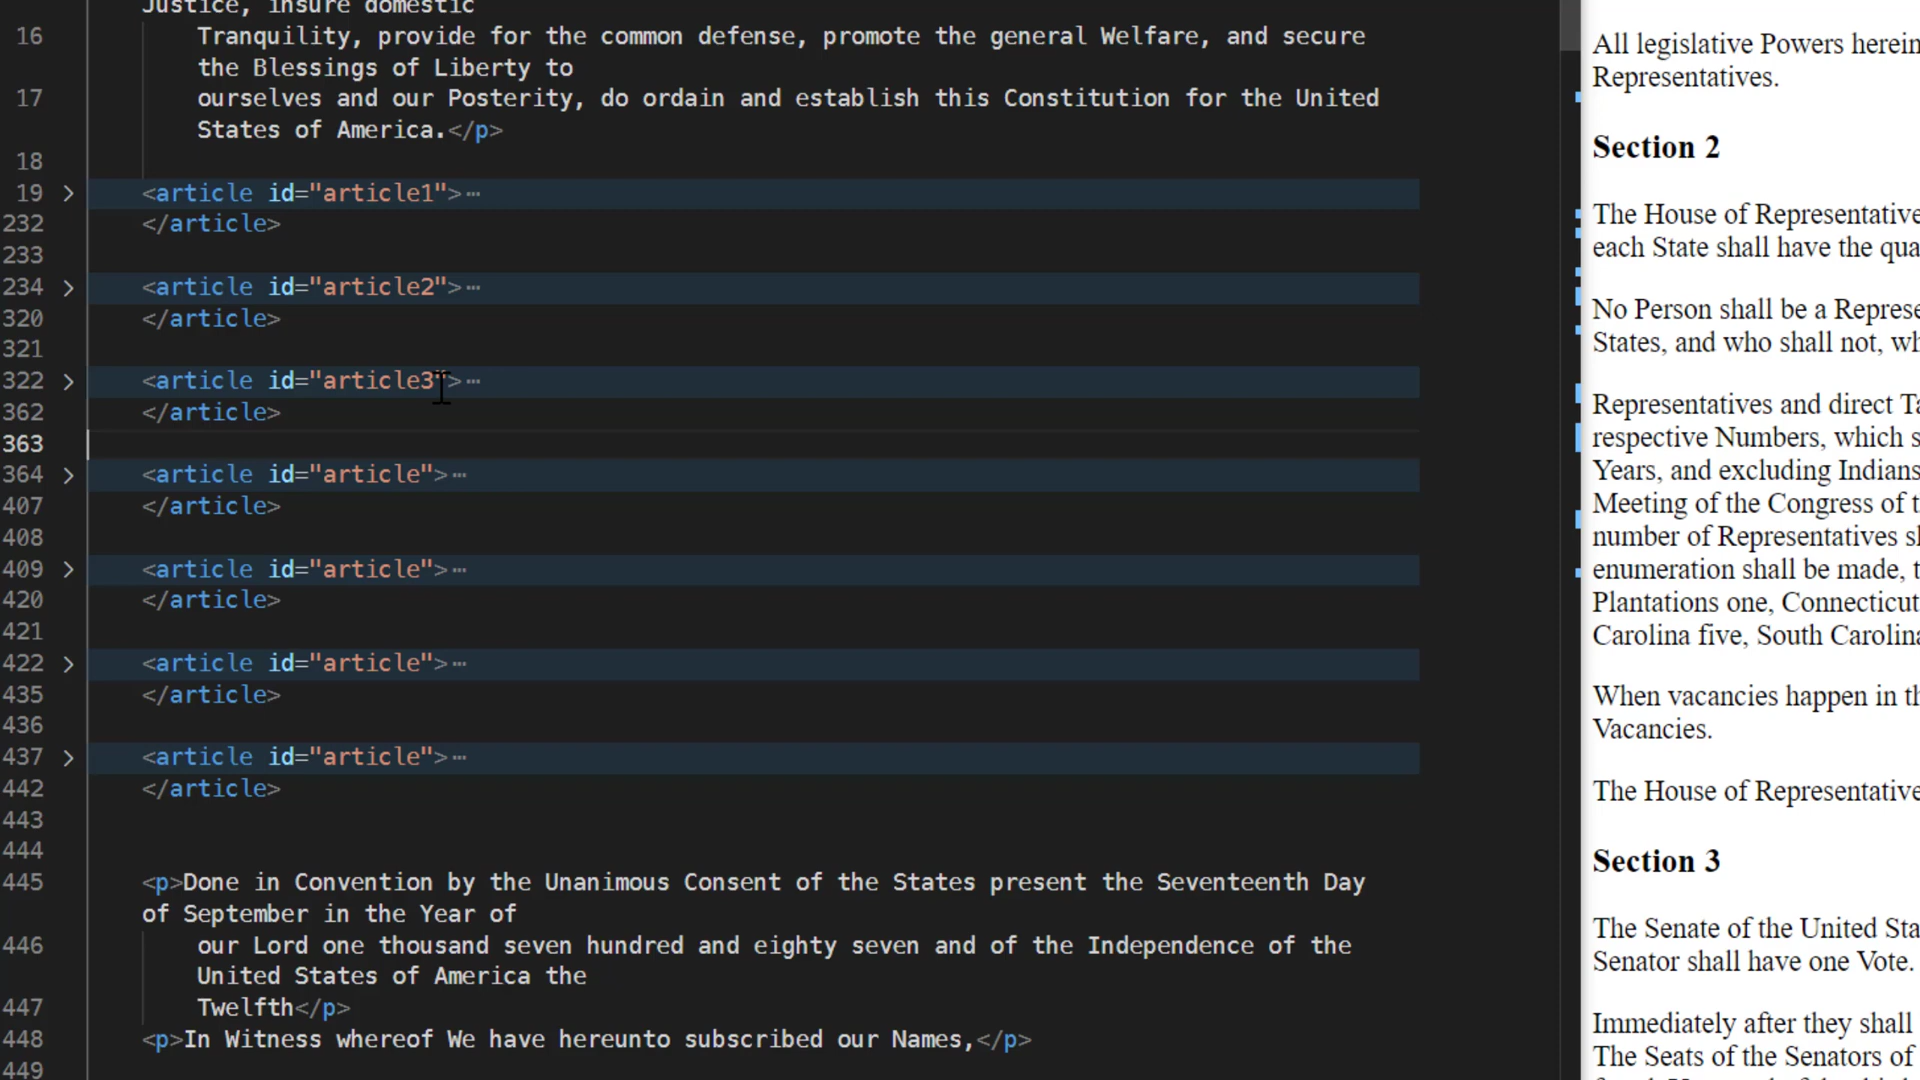 Justice, insure domestic
16 Tranquility, provide for the common defense, promote the general Welfare, and secure
the Blessings of Liberty to
17 ourselves and our Posterity, do ordain and establish this Constitution for the United
States of America.</p>
18
19 > <article id="article1">⋯
232 </article>
233
234 > <article id="article2">⋯
320 </article>
321
322 > <article id="article3">⋯
362 </article>
363
364 > <article id="article">⋯
407 </article>
408
409 > <article id="article">⋯
420 </article>
421
422 > <article id="article">⋯
435 </article>
436
437 > <article id="article">⋯
442 </article>
443
444
445 <p>Done in Convention by the Unanimous Consent of the States present the Seventeenth Day
of September in the Year of
446 our Lord one thousand seven hundred and eighty seven and of the Independence of the
United States of America the
447 Twelfth</p>
448 <p>In Witness whereof We have hereunto subscribed our Names,</p>
449
All legislative Powers herein
Representatives.
Section 2
The House of Representative
each State shall have the qua
No Person shall be a Represe
States, and who shall not, wh
Representatives and direct Ta
respective Numbers, which s
Years, and excluding Indians
Meeting of the Congress of t
number of Representatives sh
enumeration shall be made, t
Plantations one, Connecticut
Carolina five, South Carolina
When vacancies happen in th
Vacancies.
The House of Representative
Section 3
The Senate of the United Sta
Senator shall have one Vote.
Immediately after they shall
The Seats of the Senators of